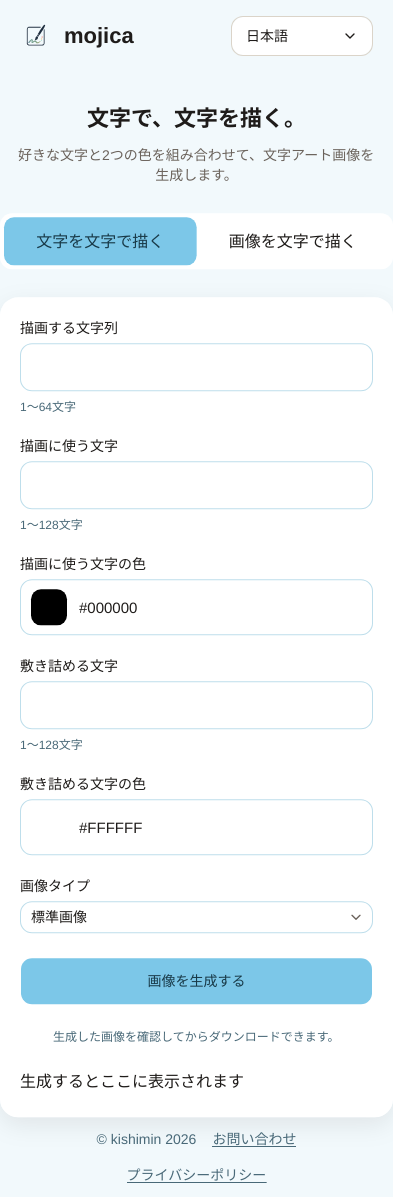 mojica
日本語
文字で、文字を描く。
好きな文字と2つの色を組み合わせて、文字アート画像を
生成します。
文字を文字で描く
画像を文字で描く
描画する文字列
1〜64文字
描画に使う文字
1〜128文字
描画に使う文字の色
#000000
敷き詰める文字
1〜128文字
敷き詰める文字の色
#FFFFFF
画像タイプ
標準画像
画像を生成する
生成した画像を確認してからダウンロードできます。
生成するとここに表示されます
© kishimin 2026 お問い合わせ
プライバシーポリシー